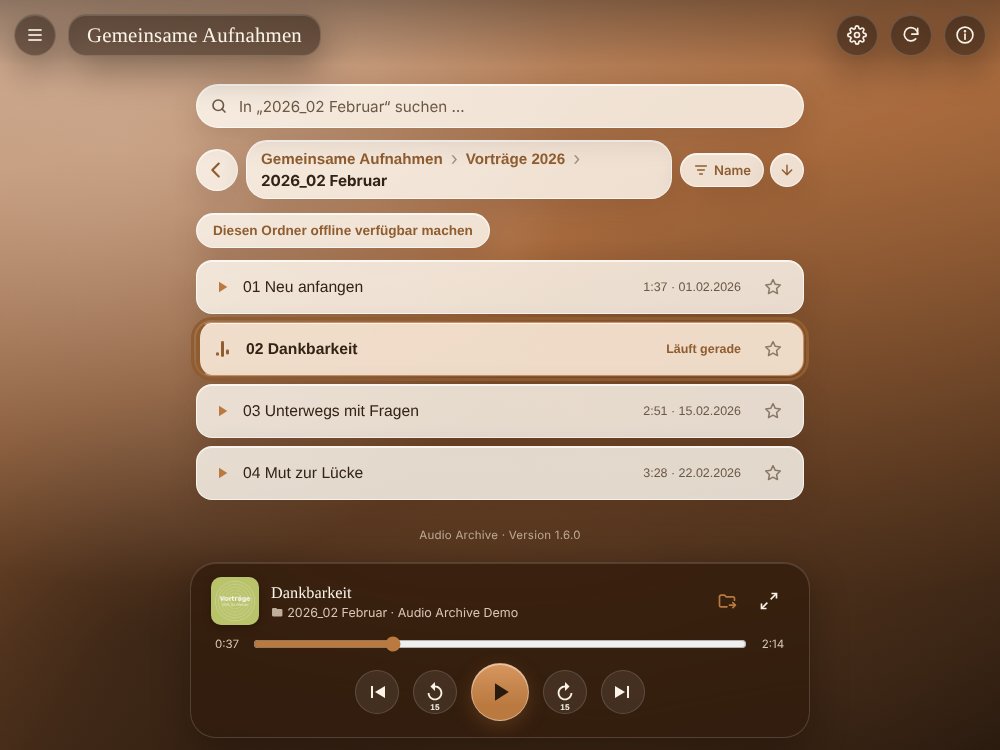 Gemeinsame Aufnahmen
In „2026_02 Februar“ suchen ...
Gemeinsame Aufnahmen › Vorträge 2026 ›
2026_02 Februar
Name
Diesen Ordner offline verfügbar machen
01 Neu anfangen 1:37 · 01.02.2026
02 Dankbarkeit Läuft gerade
03 Unterwegs mit Fragen 2:51 · 15.02.2026
04 Mut zur Lücke 3:28 · 22.02.2026
Audio Archive · Version 1.6.0
Vorträge
Dankbarkeit
2026_02 Februar · Audio Archive Demo
0:37 2:14
15 15